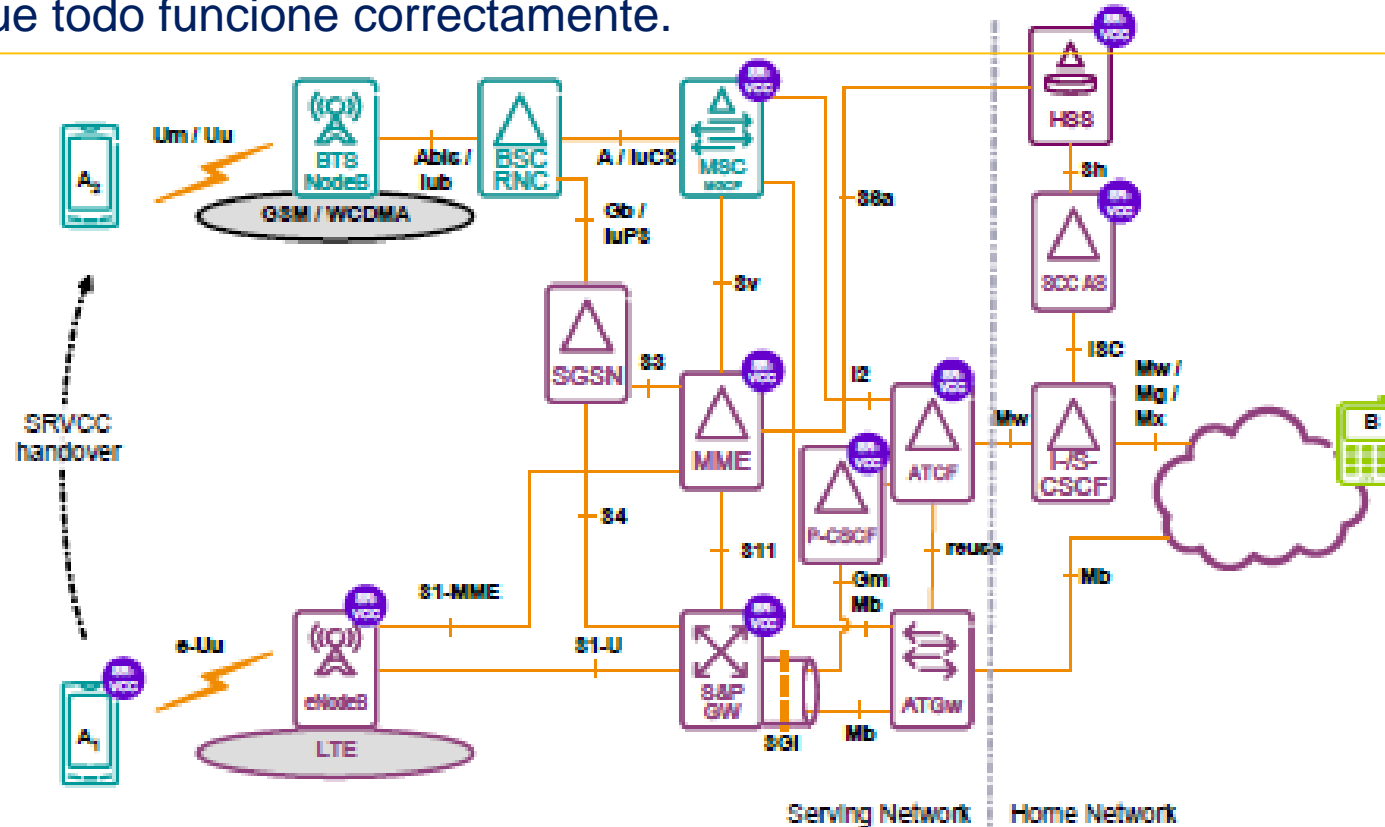 ue todo funcione correctamente.
HSS
Um / Uu
A₂
BTS
NodeB
Abis /
Iub
BSC
RNC
A / IuCS
MSC
GSM / WCDMA
Gb /
IuPS
S6a
Sh
SCC AS
Sv
SGSN
S3
MME
I2
ATCF
ISC
Mw /
Mg /
Mx
Mw
I-/S-
CSCF
B
SRVCC
handover
P-CSCF
S4
S11
reuse
Gm
Mb
Mb
S1-MME
e-Uu
eNodeB
S1-U
S&P
GW
ATGw
A₁
LTE
SGi
Mb
Serving Network
Home Network